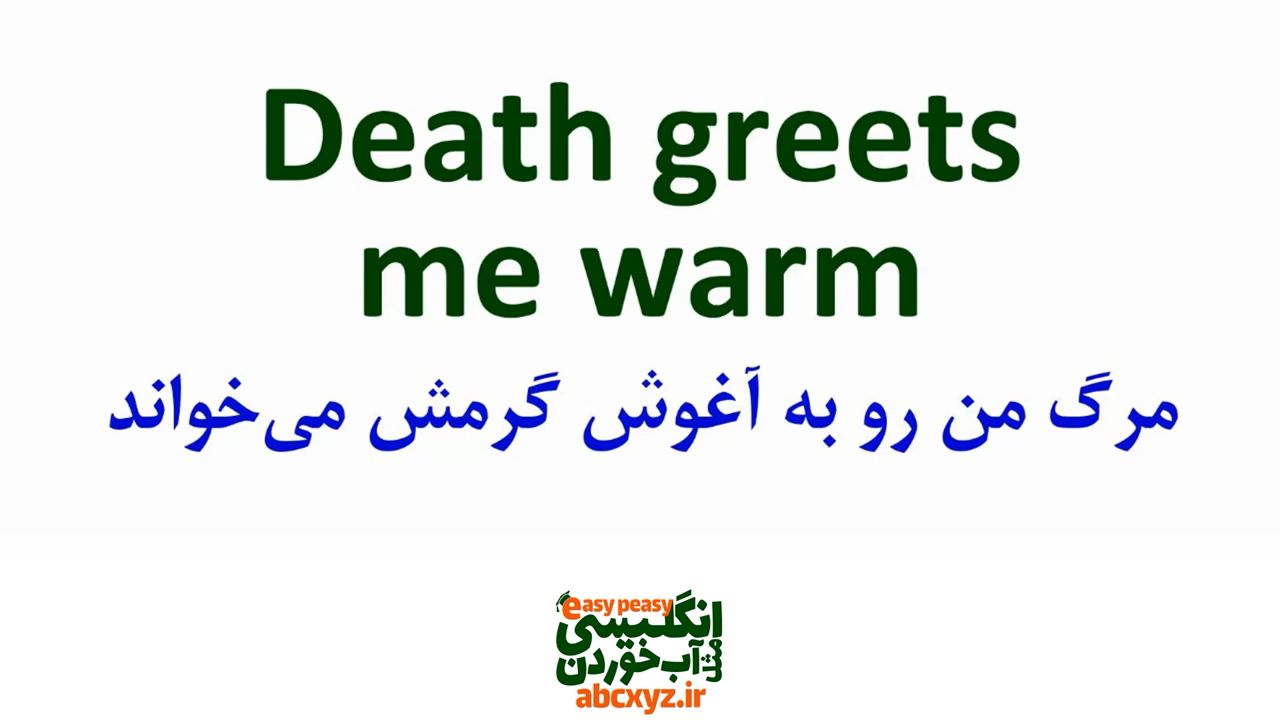 Death greets
me warm
مرگ من رو به آغوش گرمش می‌خواند
easy peasy
انگلیسی
مثل آب خوردن
abcxyz.ir